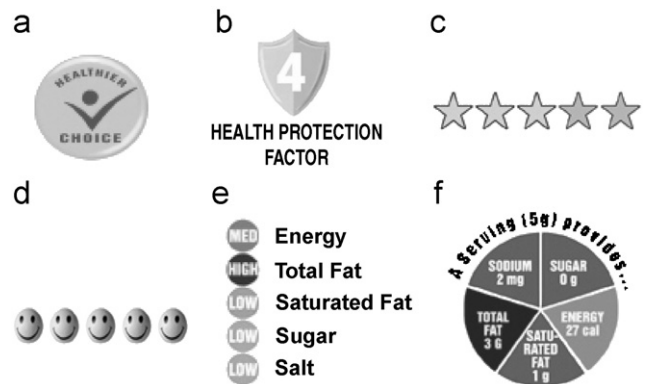 a
HEALTHIER
CHOICE
b
4
HEALTH PROTECTION
FACTOR
c
d
e
MED Energy
HIGH Total Fat
LOW Saturated Fat
LOW Sugar
LOW Salt
f
A serving (5g) provides...
SODIUM
2 mg
SUGAR
0 g
TOTAL
FAT
3 G
ENERGY
27 cal
SATU-
RATED
FAT
1 g